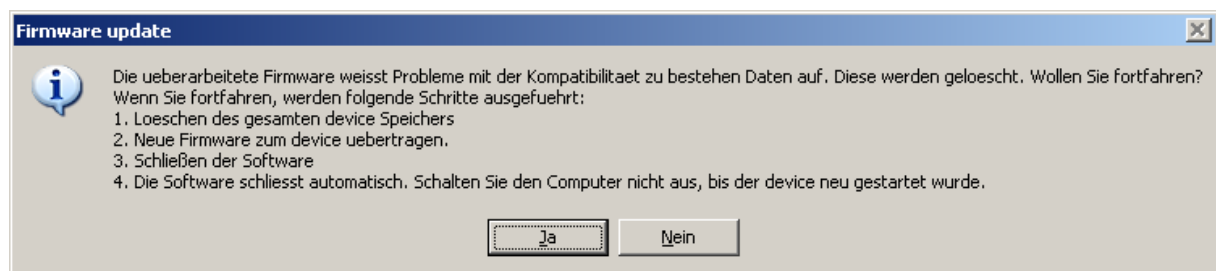 Firmware update
Die ueberarbeitete Firmware weisst Probleme mit der Kompatibilitaet zu bestehen Daten auf. Diese werden geloescht. Wollen Sie fortfahren?
Wenn Sie fortfahren, werden folgende Schritte ausgefuehrt:
1. Loeschen des gesamten device Speichers
2. Neue Firmware zum device uebertragen.
3. Schließen der Software
4. Die Software schliesst automatisch. Schalten Sie den Computer nicht aus, bis der device neu gestartet wurde.
Ja Nein